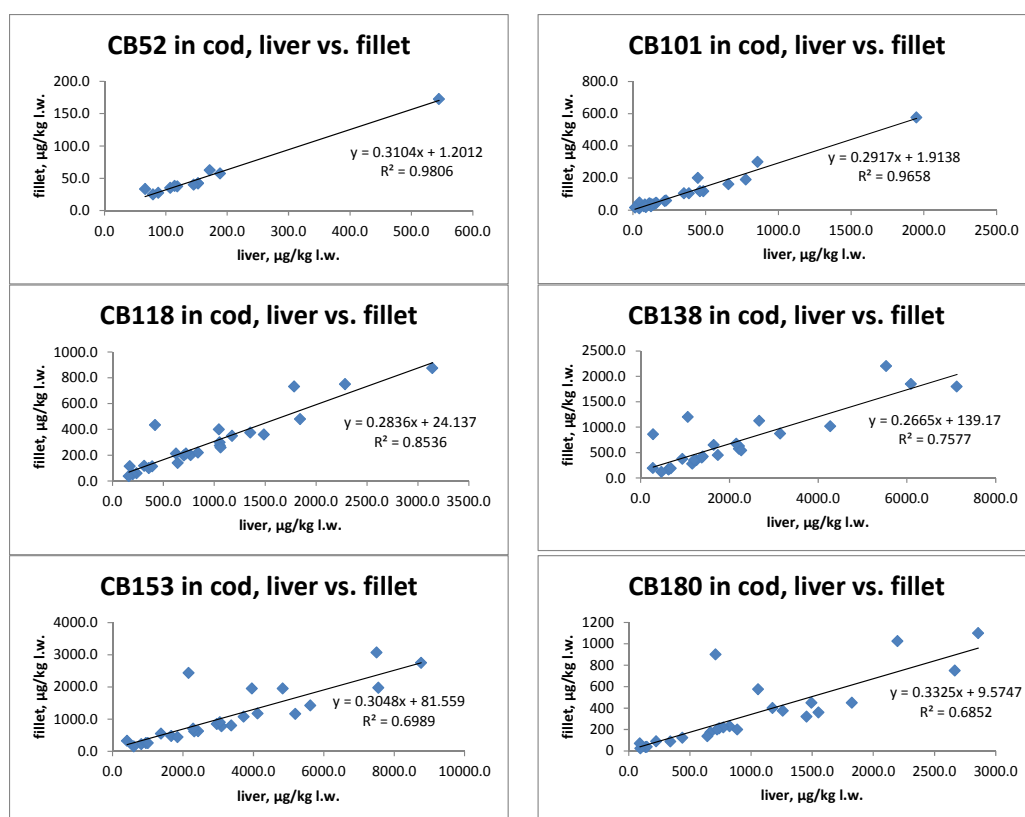 CB52 in cod, liver vs. fillet
fillet, µg/kg l.w.
200.0
150.0
100.0
50.0
0.0
y = 0.3104x + 1.2012
R² = 0.9806
0.0 100.0 200.0 300.0 400.0 500.0 600.0
liver, µg/kg l.w.
CB101 in cod, liver vs. fillet
fillet, µg/kg l.w.
800.0
600.0
400.0
200.0
0.0
y = 0.2917x + 1.9138
R² = 0.9658
0.0 500.0 1000.0 1500.0 2000.0 2500.0
liver, µg/kg l.w.
CB118 in cod, liver vs. fillet
fillet, µg/kg l.w.
1000.0
800.0
600.0
400.0
200.0
0.0
y = 0.2836x + 24.137
R² = 0.8536
0.0 500.0 1000.0 1500.0 2000.0 2500.0 3000.0 3500.0
liver, µg/kg l.w.
CB138 in cod, liver vs. fillet
fillet, µg/kg l.w.
2500.0
2000.0
1500.0
1000.0
500.0
0.0
y = 0.2665x + 139.17
R² = 0.7577
0.0 2000.0 4000.0 6000.0 8000.0
liver, µg/kg l.w.
CB153 in cod, liver vs. fillet
fillet, µg/kg l.w.
4000.0
3000.0
2000.0
1000.0
0.0
y = 0.3048x + 81.559
R² = 0.6989
0.0 2000.0 4000.0 6000.0 8000.0 10000.0
liver, µg/kg l.w.
CB180 in cod, liver vs. fillet
fillet, µg/kg l.w.
1200
1000
800
600
400
200
0
y = 0.3325x + 9.5747
R² = 0.6852
0.0 500.0 1000.0 1500.0 2000.0 2500.0 3000.0
liver, µg/kg l.w.